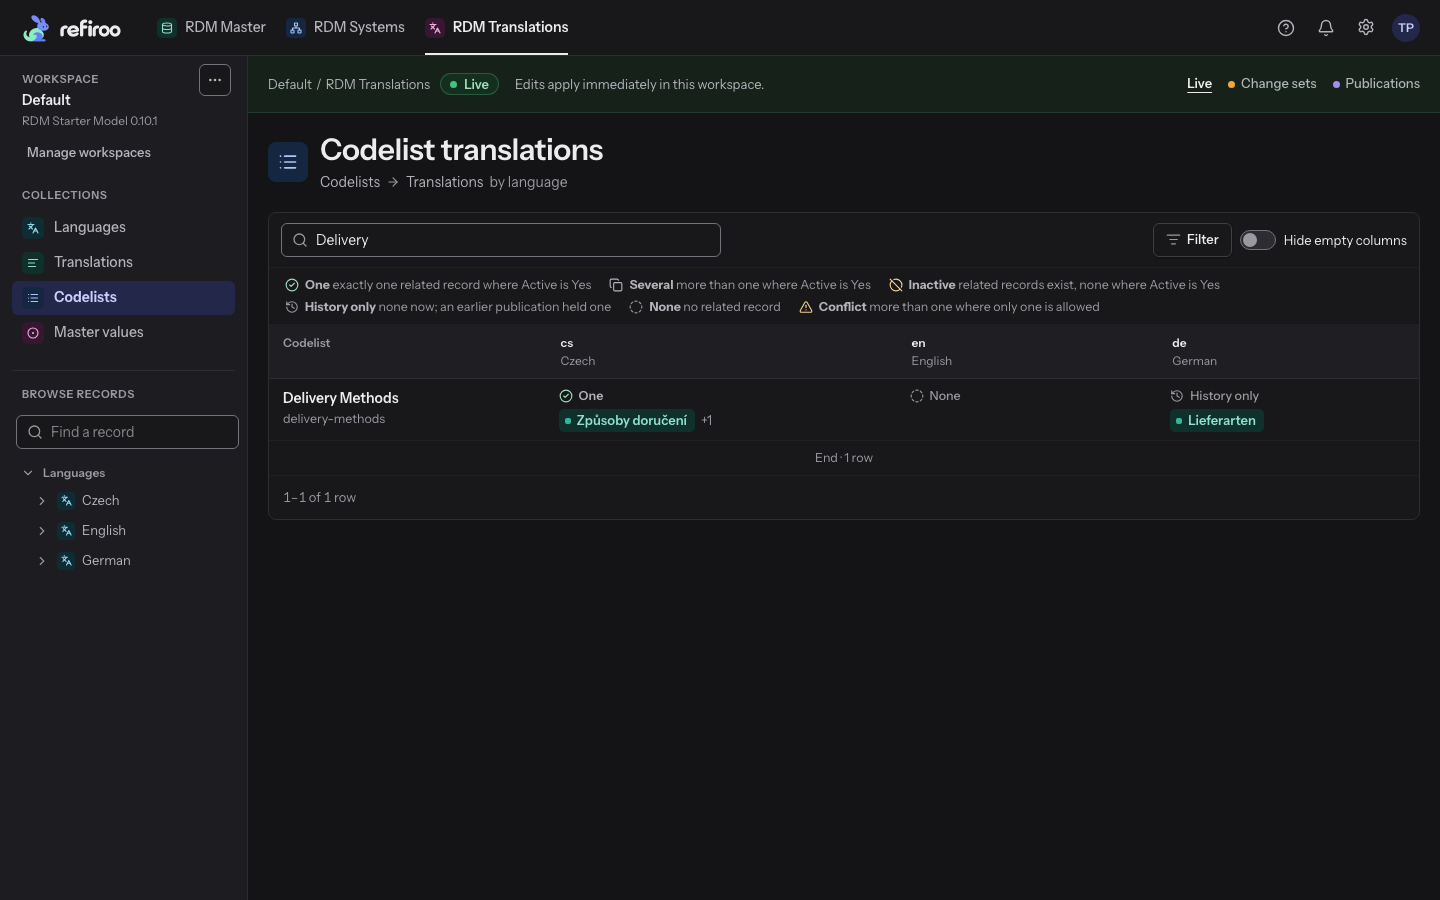 refiroo RDM Master RDM Systems RDM Translations TP
WORKSPACE
Default
RDM Starter Model 0.10.1
Manage workspaces
COLLECTIONS
Languages
Translations
Codelists
Master values
BROWSE RECORDS
Find a record
Languages
Czech
English
German
Default / RDM Translations Live Edits apply immediately in this workspace. Live Change sets Publications
Codelist translations
Codelists → Translations by language
Delivery Filter Hide empty columns
One exactly one related record where Active is Yes Several more than one where Active is Yes Inactive related records exist, none where Active is Yes
History only none now; an earlier publication held one None no related record Conflict more than one where only one is allowed
Codelist cs en de
Czech English German
Delivery Methods One None History only
delivery-methods Způsoby doručení +1 Lieferarten
End · 1 row
1–1 of 1 row